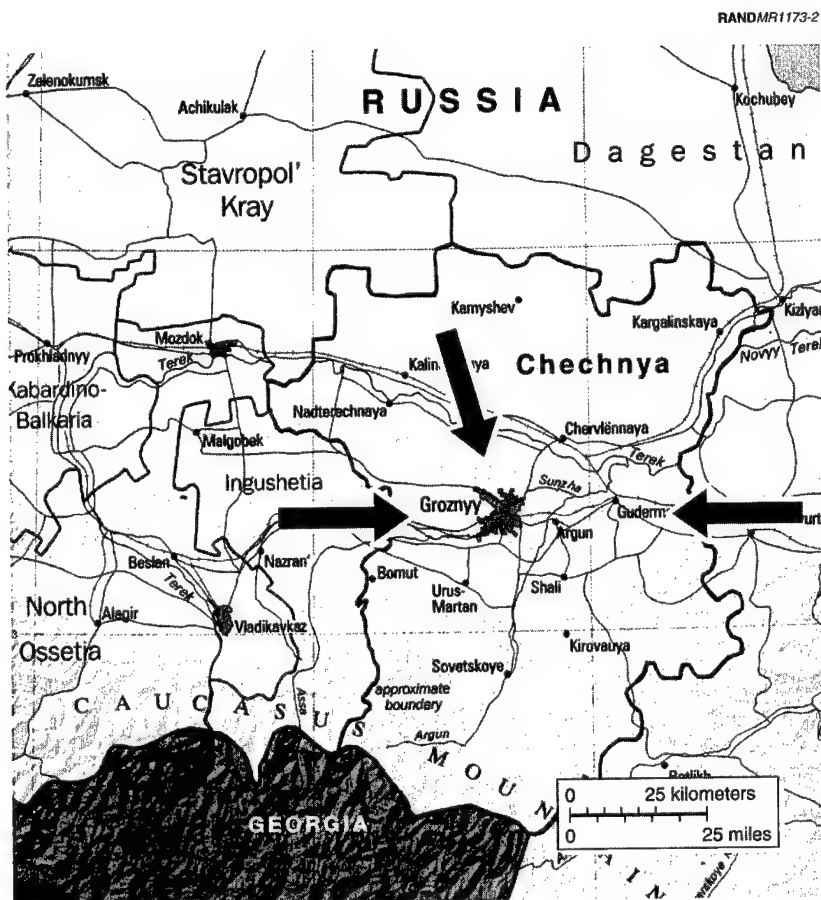 RANDMR1173-2
Zelenokumsk
Achikulak
RUSSIA
Kochubey
Dagestan
Stavropol'
Kray
Kamyshev
Kargalinskaya
Mozdok
Prokhladnyy
Terek
Novyy Terek
Chechnya
Kabardino-
Balkaria
Nadterechnaya
Chervlënnaya
Malgobek
Terek
Ingushetia
Sunzha
Groznyy
Argun
Beslan
Nazran'
Bomut
Terek
Urus-
Martan
Shali
North
Ossetia
Alagir
Vladikavkaz
Kirovauya
Sovetskoye
CAUCASUS
Assa
approximate
boundary
Argun
0 25 kilometers
0 25 miles
GEORGIA